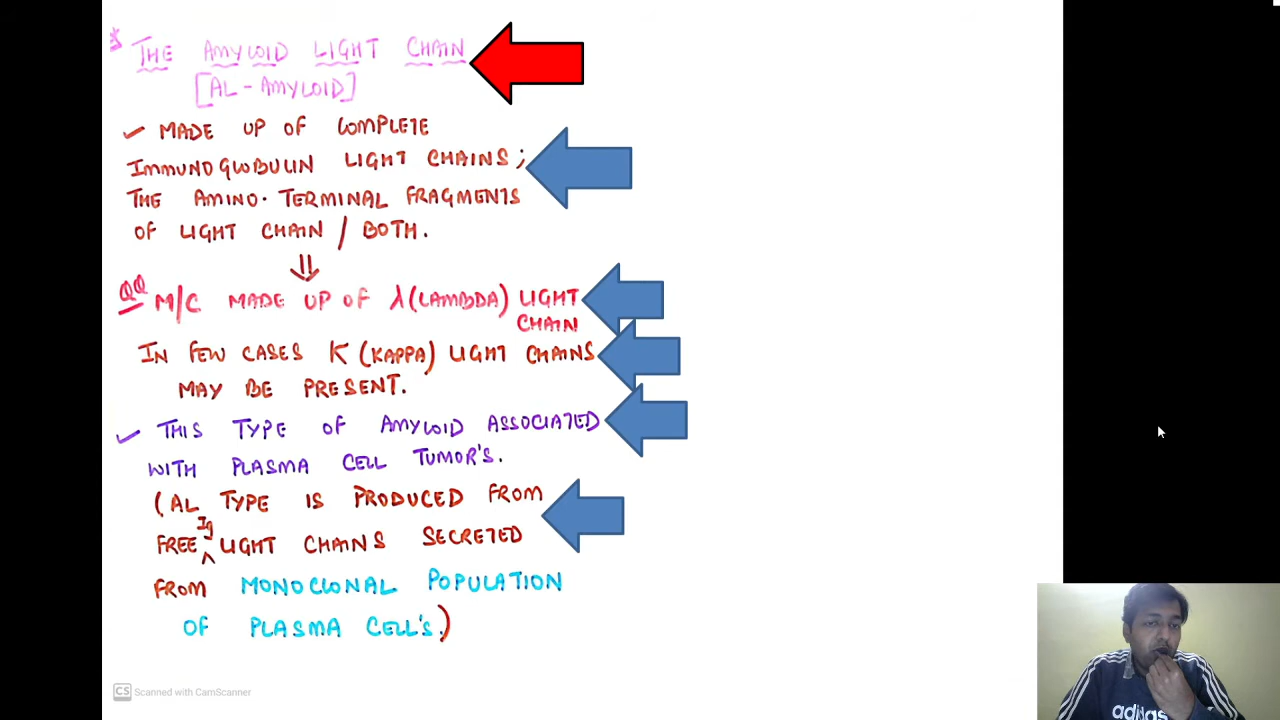 * THE AMYLOID LIGHT CHAIN
[AL-AMYLOID]
✓ MADE UP OF COMPLETE
IMMUNOGLOBULIN LIGHT CHAINS;
THE AMINO-TERMINAL FRAGMENTS
OF LIGHT CHAIN / BOTH.
⇓
QQ M/C MADE UP OF λ(LAMBDA) LIGHT
CHAIN
IN FEW CASES K (KAPPA) LIGHT CHAINS
MAY BE PRESENT.
✓ THIS TYPE OF AMYLOID ASSOCIATED
WITH PLASMA CELL TUMOR'S.
(AL TYPE IS PRODUCED FROM
FREE Ig LIGHT CHAINS SECRETED
FROM MONOCLONAL POPULATION
OF PLASMA CELL'S.)
CS Scanned with CamScanner
adidas